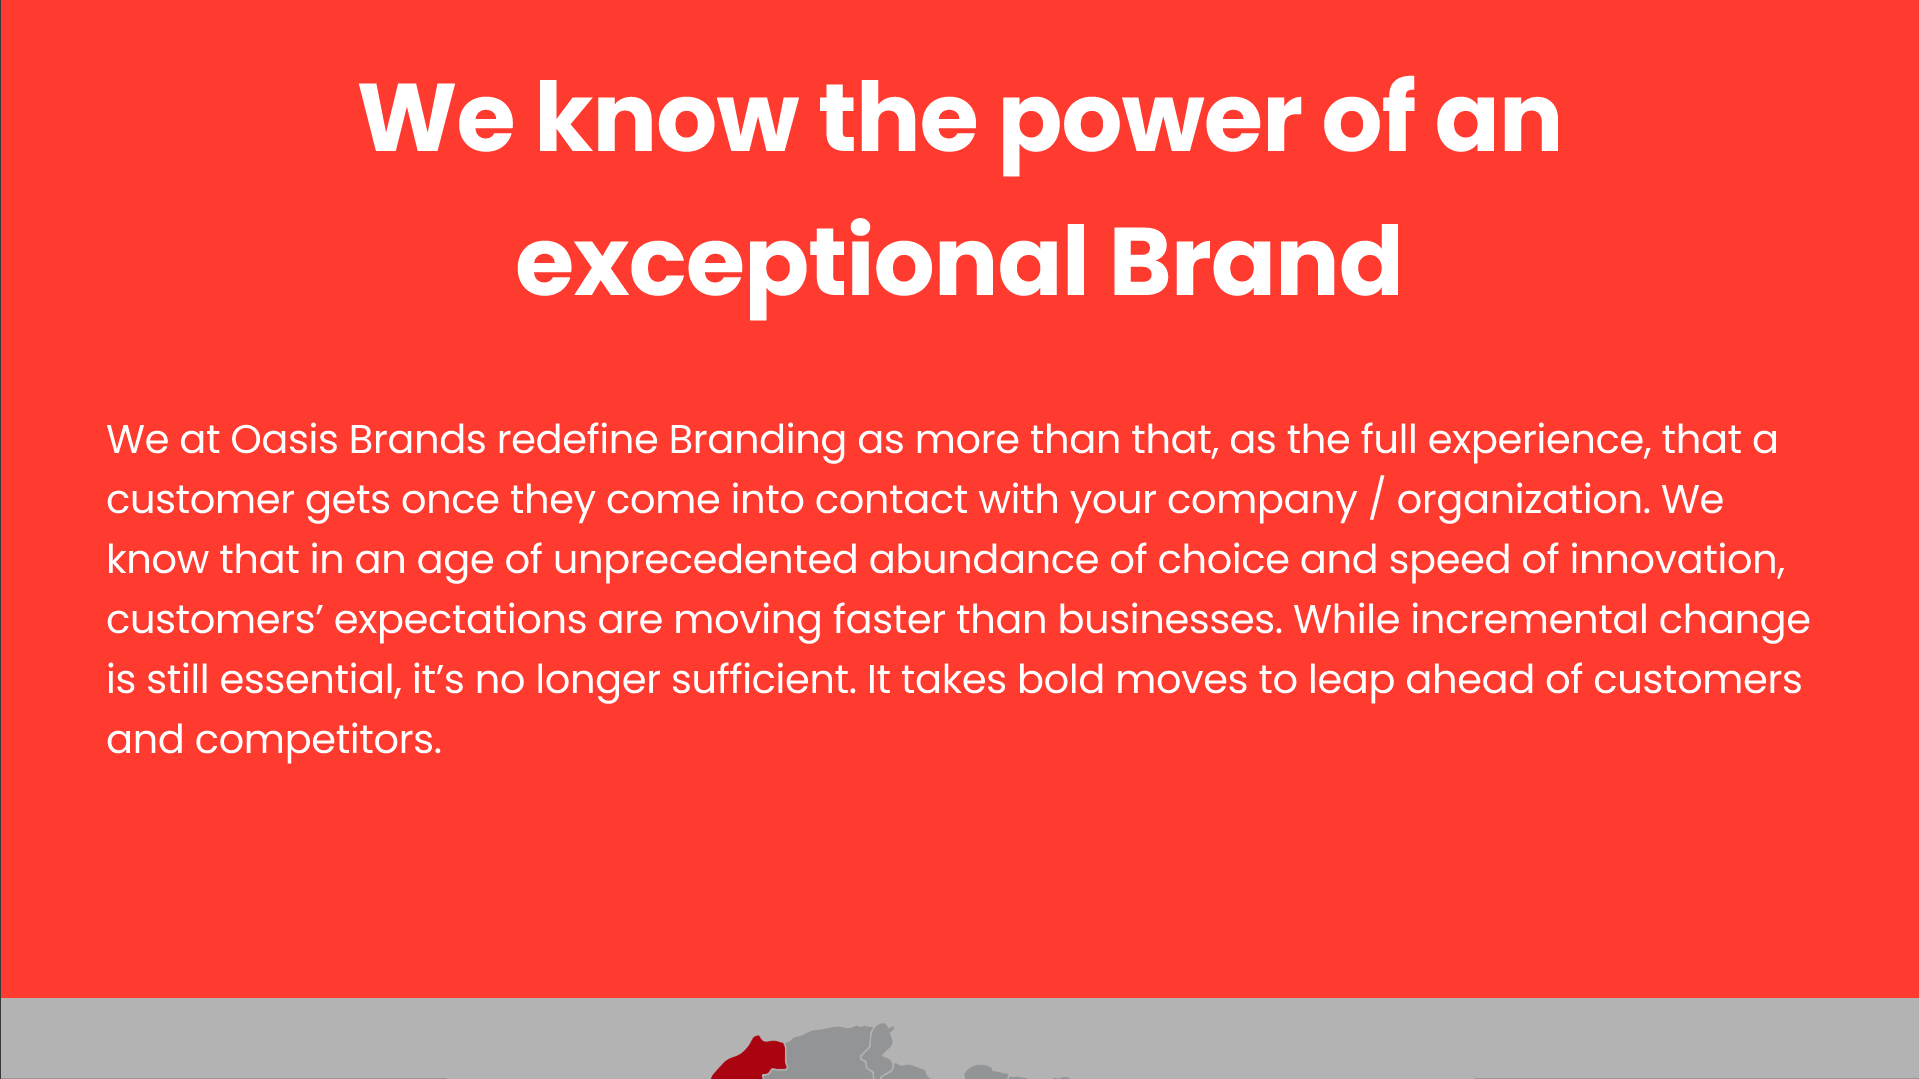 We know the power of an
exceptional Brand
We at Oasis Brands redefine Branding as more than that, as the full experience, that a
customer gets once they come into contact with your company / organization. We
know that in an age of unprecedented abundance of choice and speed of innovation,
customers’ expectations are moving faster than businesses. While incremental change
is still essential, it’s no longer sufficient. It takes bold moves to leap ahead of customers
and competitors.